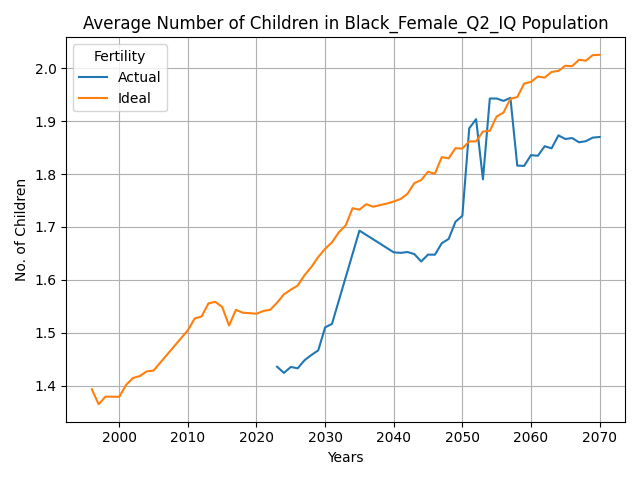 Average Number of Children in Black_Female_Q2_IQ Population
Fertility
Actual
Ideal
No. of Children
2.0
1.9
1.8
1.7
1.6
1.5
1.4
2000 2010 2020 2030 2040 2050 2060 2070
Years